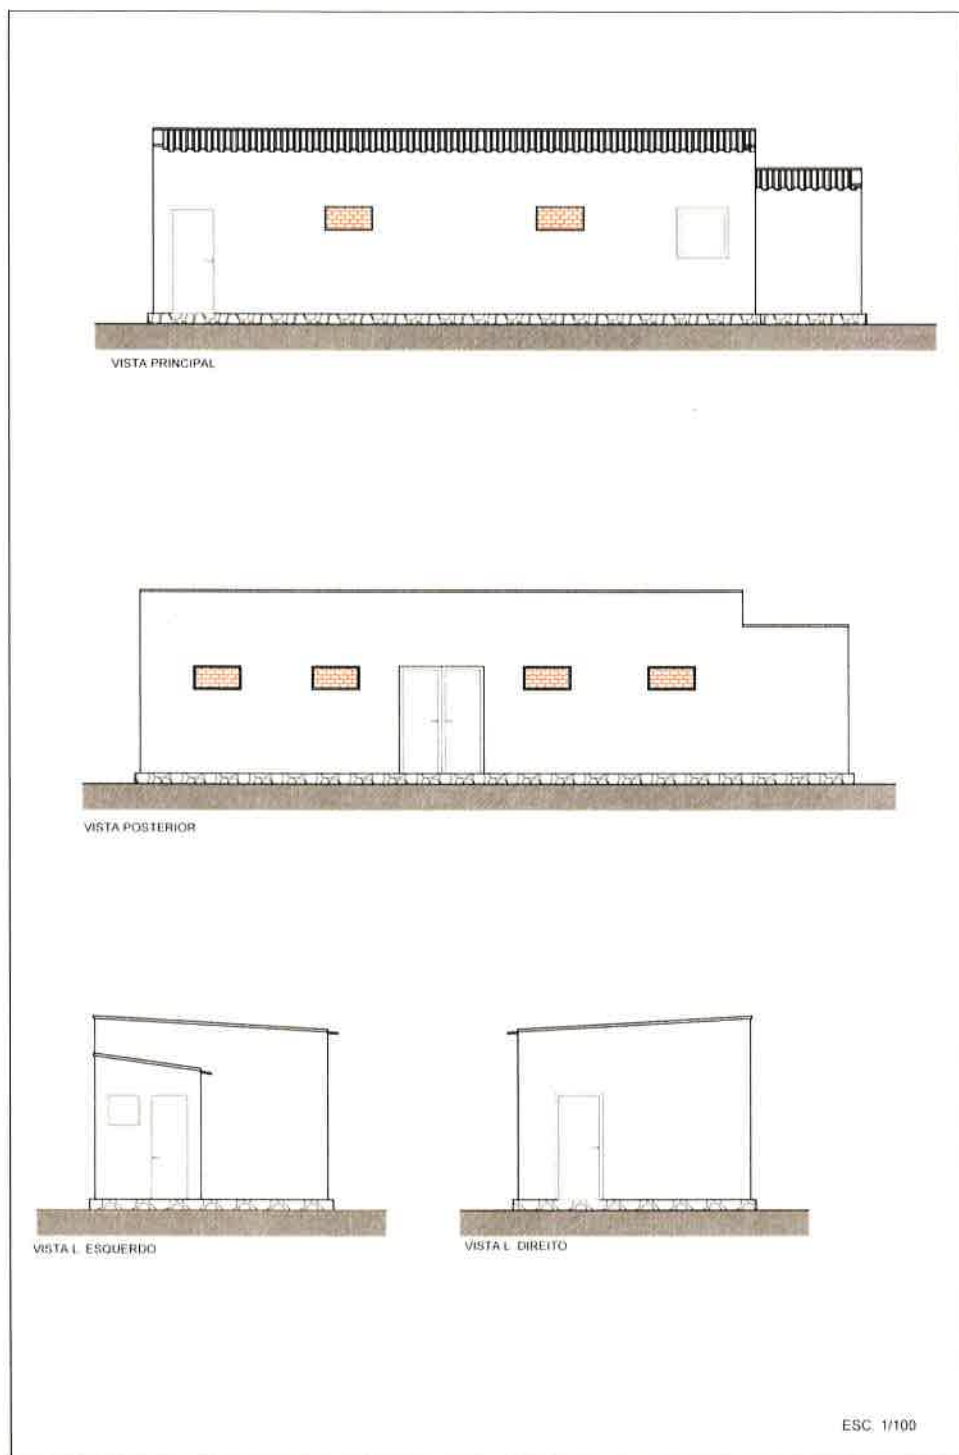 VISTA PRINCIPAL
VISTA POSTERIOR
VISTA L. ESQUERDO
VISTA L. DIREITO
ESC. 1/100